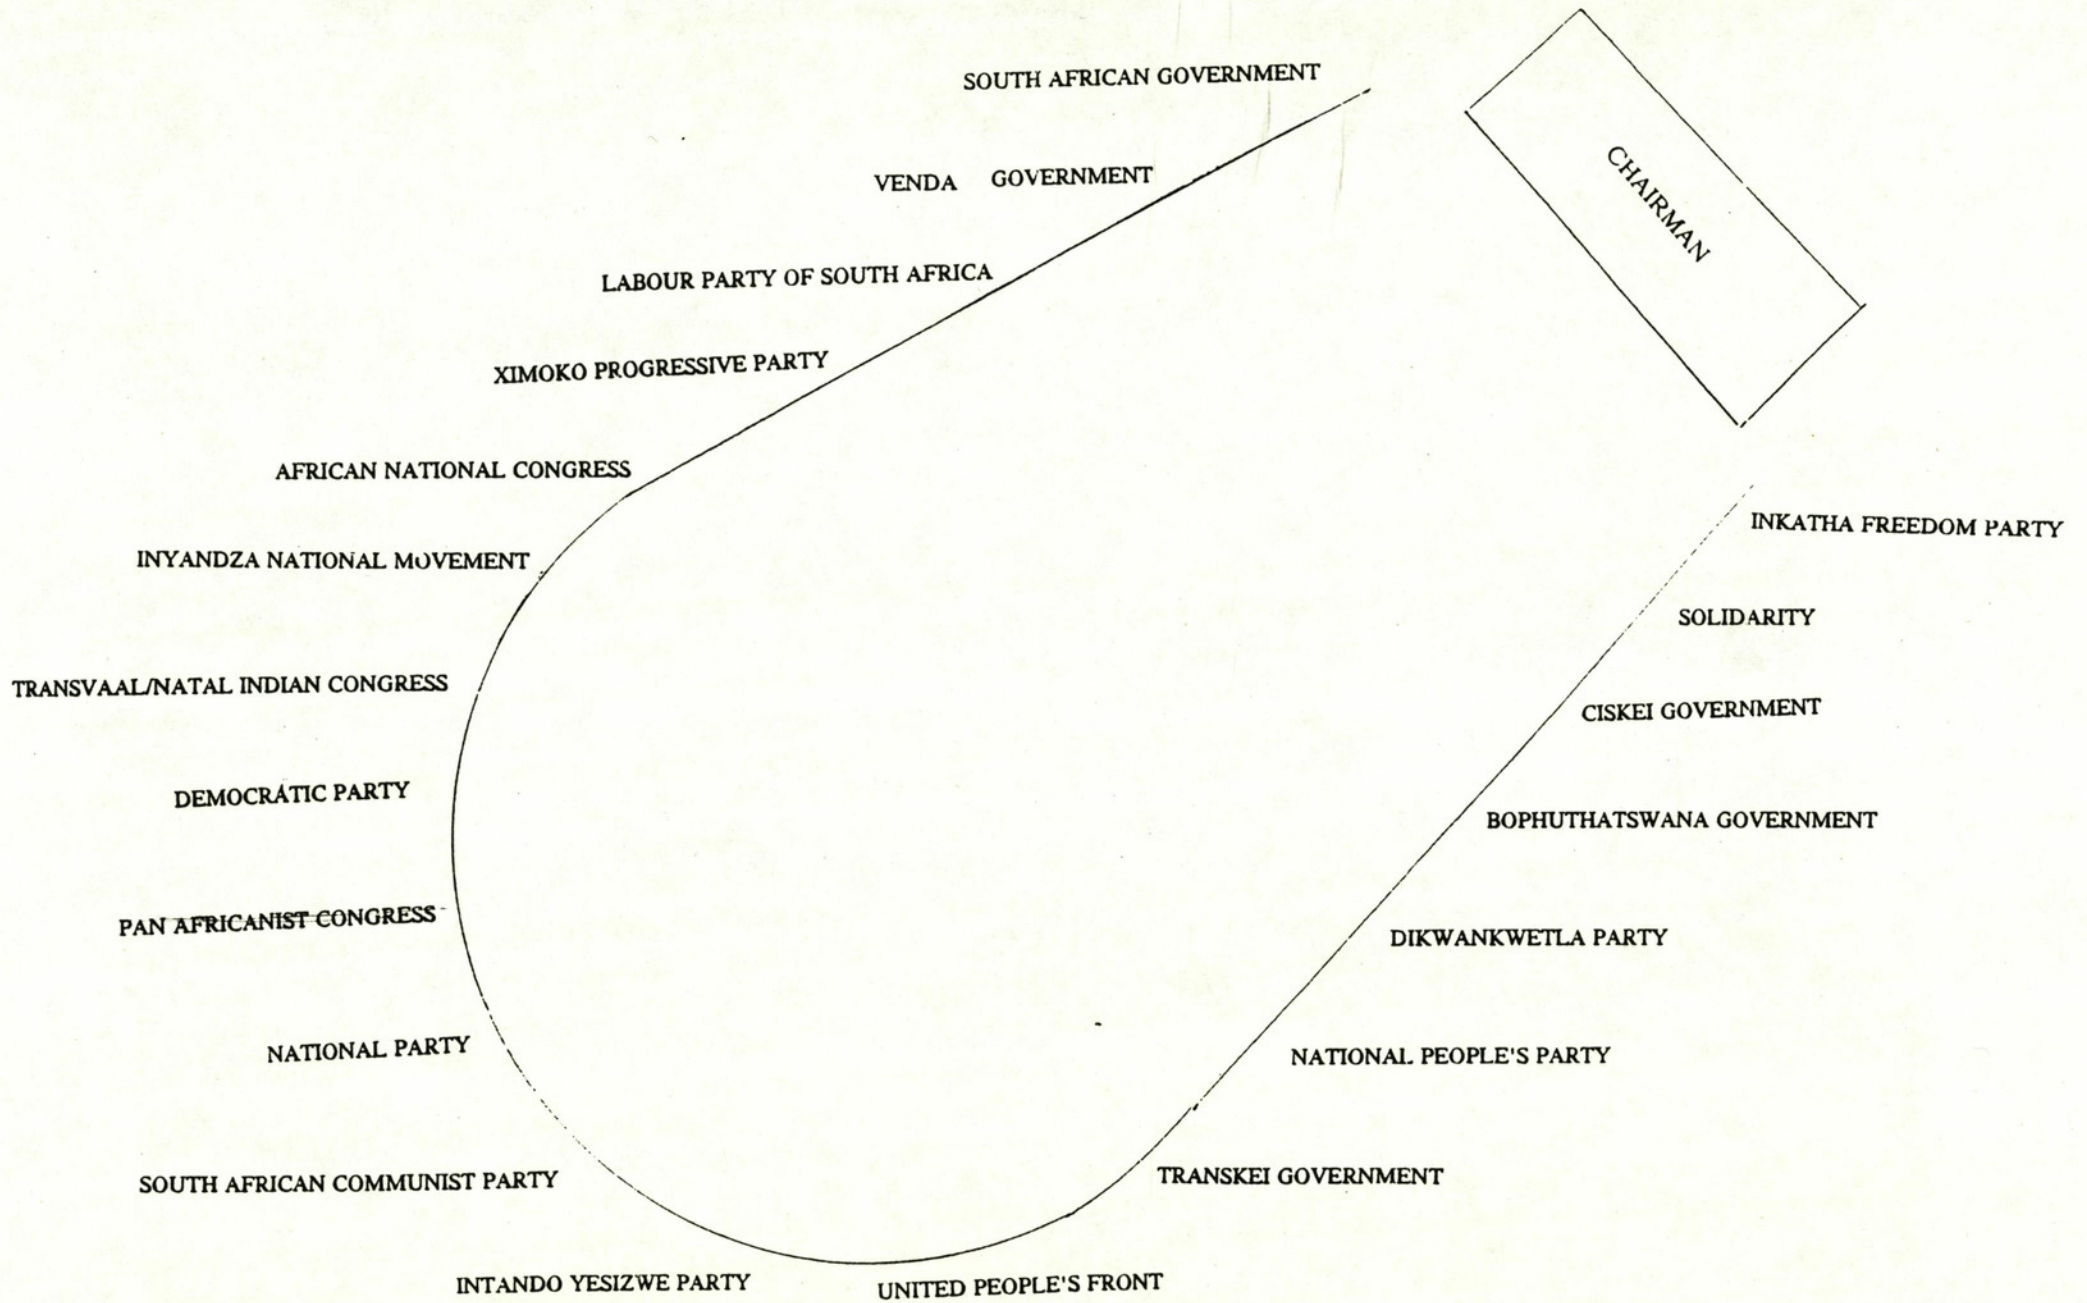 SOUTH AFRICAN GOVERNMENT
CHAIRMAN
VENDA GOVERNMENT
LABOUR PARTY OF SOUTH AFRICA
XIMOKO PROGRESSIVE PARTY
AFRICAN NATIONAL CONGRESS
INKATHA FREEDOM PARTY
INYANDZA NATIONAL MOVEMENT
SOLIDARITY
TRANSVAAL/NATAL INDIAN CONGRESS
CISKEI GOVERNMENT
DEMOCRATIC PARTY
BOPHUTHATSWANA GOVERNMENT
PAN AFRICANIST CONGRESS
DIKWANKWETLA PARTY
NATIONAL PARTY
NATIONAL PEOPLE'S PARTY
SOUTH AFRICAN COMMUNIST PARTY
TRANSKEI GOVERNMENT
INTANDO YESIZWE PARTY
UNITED PEOPLE'S FRONT